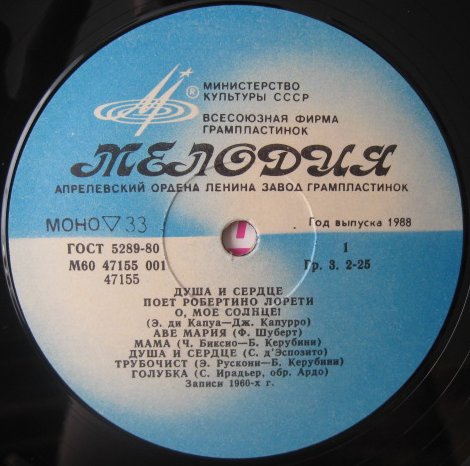 МИНИСТЕРСТВО
КУЛЬТУРЫ СССР
®
ВСЕСОЮЗНАЯ ФИРМА
ГРАМПЛАСТИНОК
МЕЛОДИЯ
АПРЕЛЕВСКИЙ ОРДЕНА ЛЕНИНА ЗАВОД ГРАМПЛАСТИНОК
МОНО ▽ 33
Год выпуска 1988
ГОСТ 5289-80
1
М60 47155 001
Гр. 3. 2-25
47155
ДУША И СЕРДЦЕ
ПОЕТ РОБЕРТИНО ЛОРЕТИ
О, МОЕ СОЛНЦЕ!
(Э. ди Капуа—Дж. Капурро)
АВЕ МАРИЯ (Ф. Шуберт)
МАМА (Ч. Биксио—Б. Керубини)
ДУША И СЕРДЦЕ (С. д'Эспозито)
ТРУБОЧИСТ (Э. Рускони—Б. Керубини)
ГОЛУБКА (С. Ирадьер, обр. Ардо)
Записи 1960-х г.